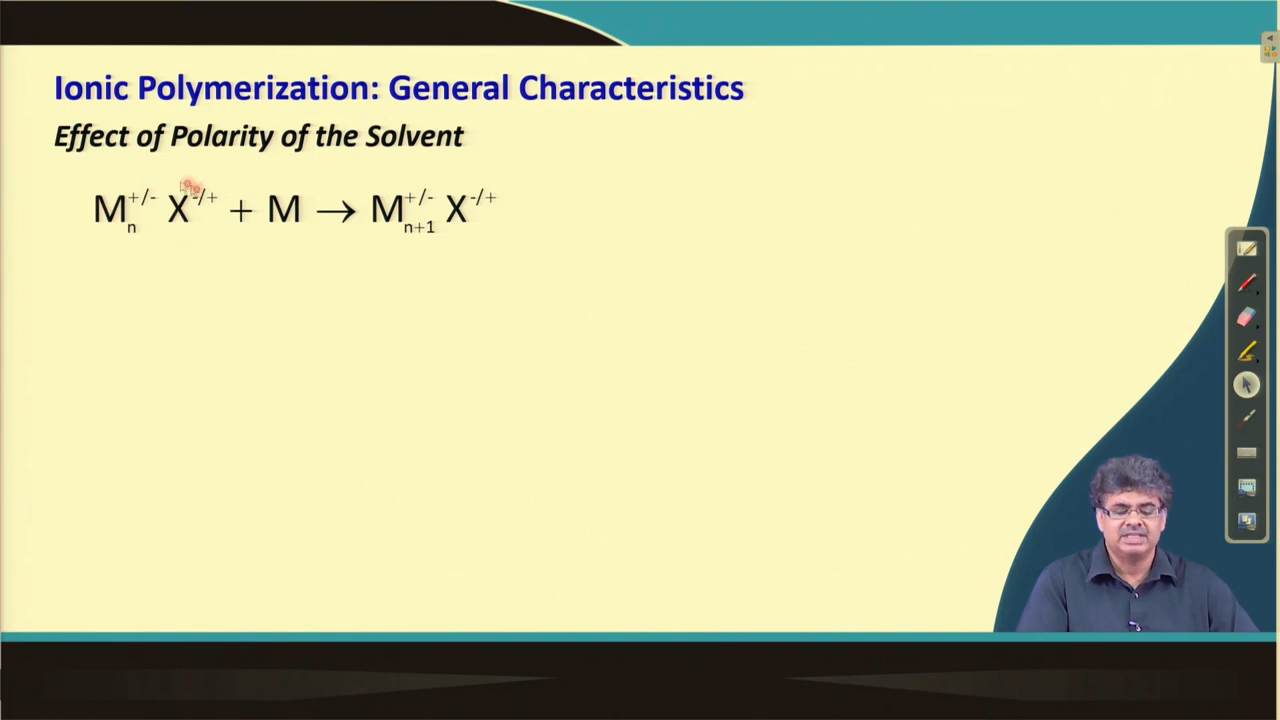 Ionic Polymerization: General Characteristics
Effect of Polarity of the Solvent
Mₙ⁺/⁻ X⁻/⁺ + M → Mₙ₊₁⁺/⁻ X⁻/⁺